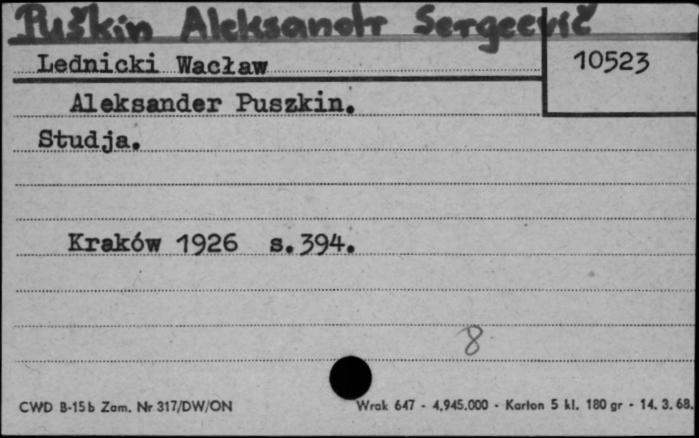 Puškin Aleksandr Sergeevič
Lednicki Wacław
10523
Aleksander Puszkin.
Studja.
Kraków 1926 s.394.
8
CWD B-15b Zam. Nr 317/DW/ON
Wrak 647 - 4,945.000 - Karton 5 kl. 180 gr - 14. 3. 68.